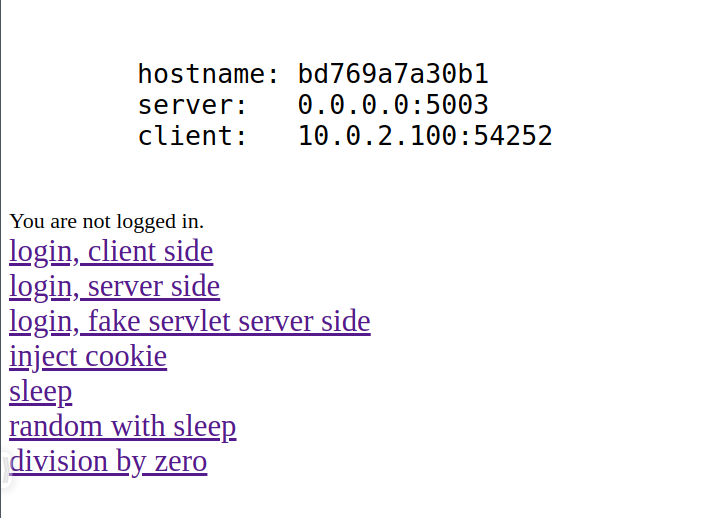 hostname: bd769a7a30b1
server:   0.0.0.0:5003
client:   10.0.2.100:54252
You are not logged in.
login, client side
login, server side
login, fake servlet server side
inject cookie
sleep
random with sleep
division by zero